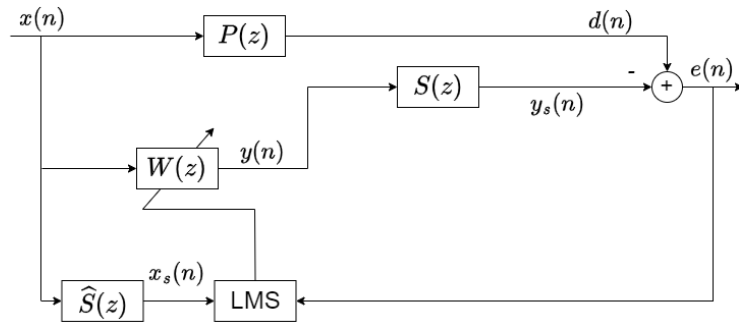 x(n)
P(z)
d(n)
S(z)
-
+
e(n)
y_s(n)
W(z)
y(n)
Ŝ(z)
x_s(n)
LMS